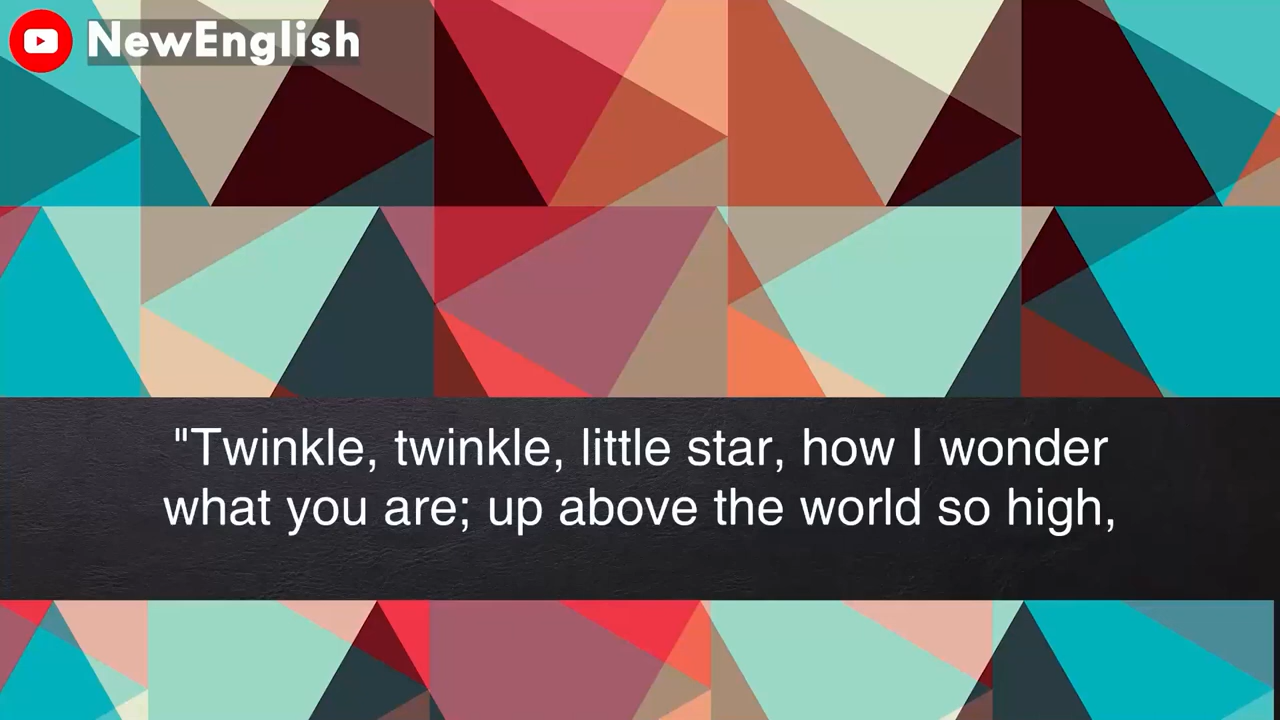 NewEnglish
"Twinkle, twinkle, little star, how I wonder
what you are; up above the world so high,